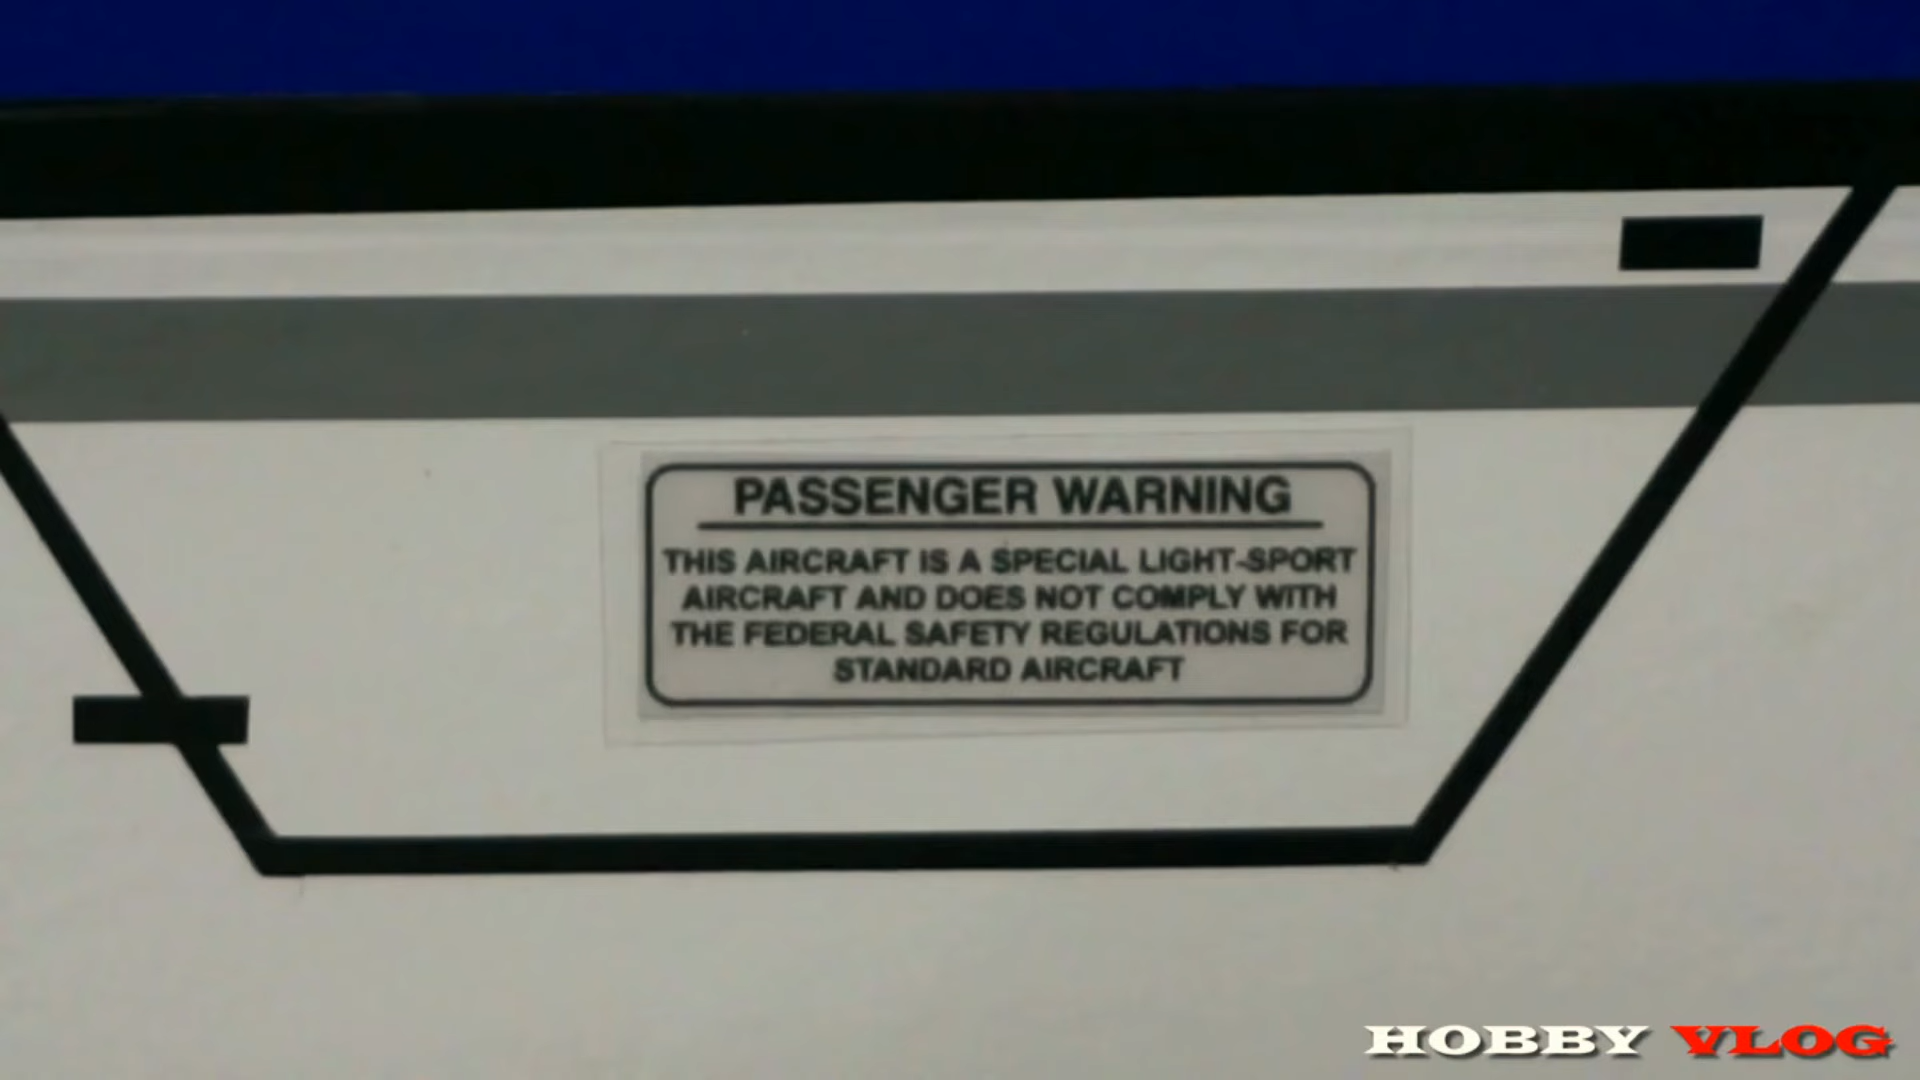 PASSENGER WARNING
THIS AIRCRAFT IS A SPECIAL LIGHT-SPORT
AIRCRAFT AND DOES NOT COMPLY WITH
THE FEDERAL SAFETY REGULATIONS FOR
STANDARD AIRCRAFT
HOBBY VLOG